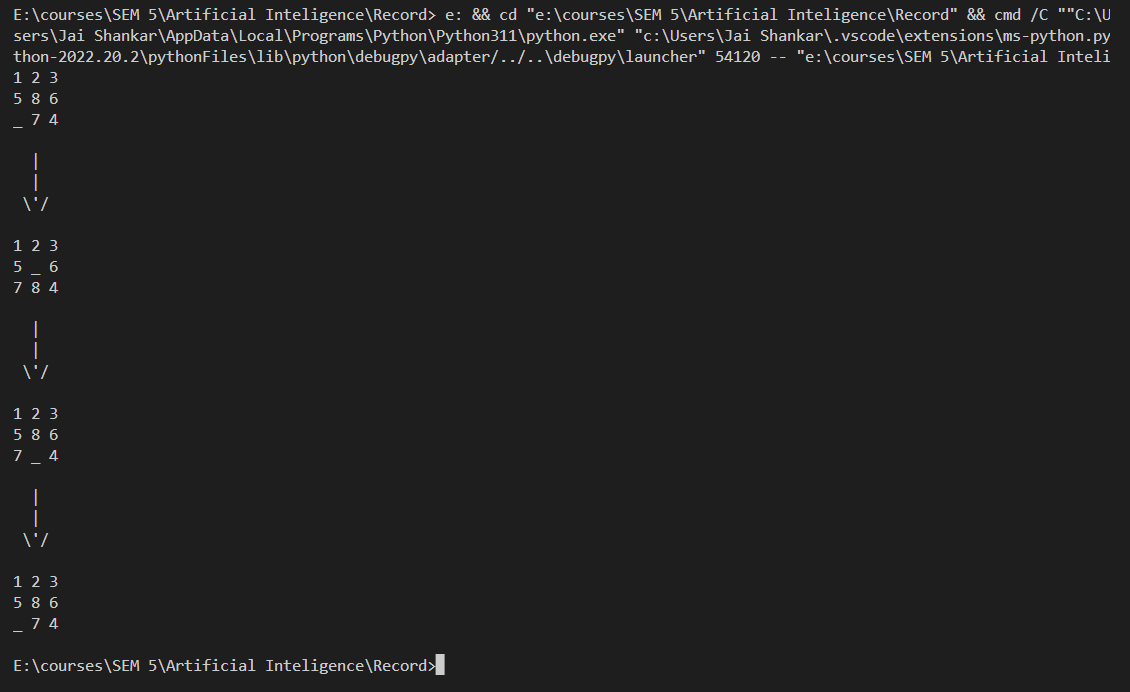 E:\courses\SEM 5\Artificial Inteligence\Record> e: && cd "e:\courses\SEM 5\Artificial Inteligence\Record" && cmd /C ""C:\U
sers\Jai Shankar\AppData\Local\Programs\Python\Python311\python.exe" "c:\Users\Jai Shankar\.vscode\extensions\ms-python.py
thon-2022.20.2\pythonFiles\lib\python\debugpy\adapter/../..\debugpy\launcher" 54120 -- "e:\courses\SEM 5\Artificial Inteli
1 2 3
5 8 6
_ 7 4
|
|
\'/
1 2 3
5 _ 6
7 8 4
|
|
\'/
1 2 3
5 8 6
7 _ 4
|
|
\'/
1 2 3
5 8 6
_ 7 4
E:\courses\SEM 5\Artificial Inteligence\Record>